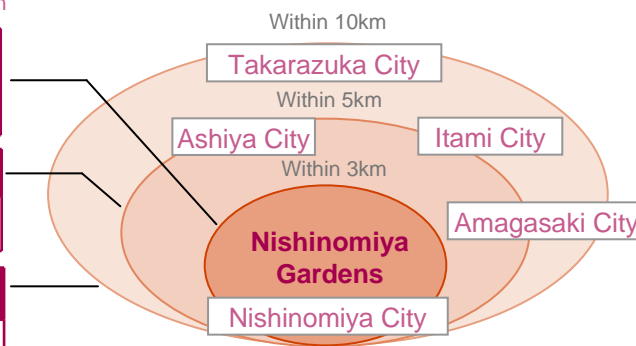 Within 10km
Takarazuka City
Within 5km
Ashiya City
Itami City
Within 3km
Amagasaki City
Nishinomiya
Gardens
Nishinomiya City